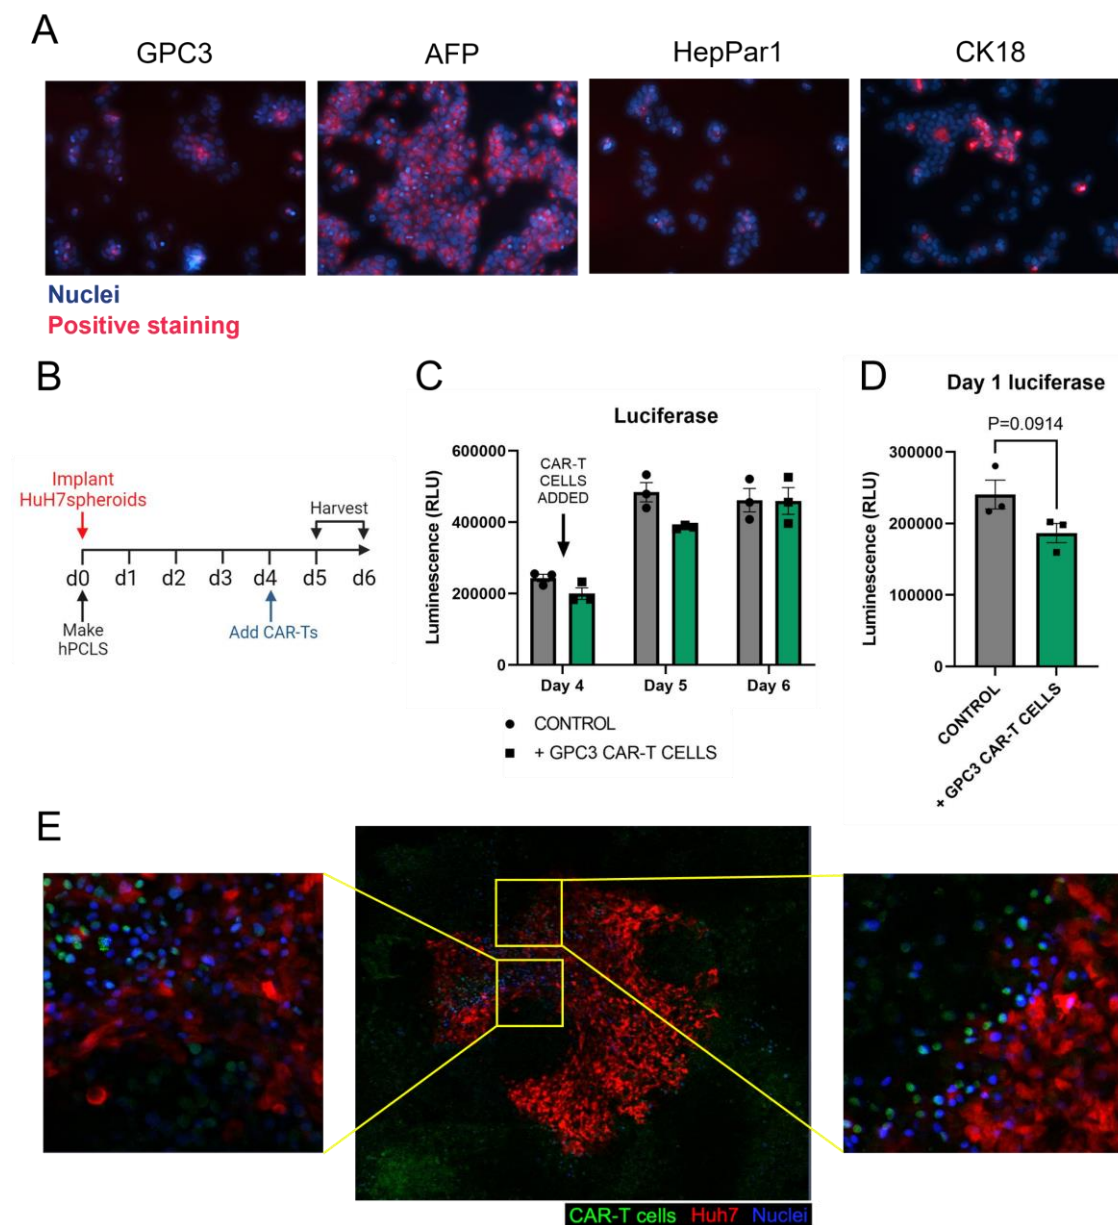 A
GPC3
AFP
HepPar1
CK18
Nuclei
Positive staining
B
Implant
HuH7spheroids
Harvest
d0
d1
d2
d3
d4
d5
d6
Make
hPCLS
Add CAR-Ts
C
Luciferase
Luminescence (RLU)
600000
400000
200000
0
CAR-T
CELLS
ADDED
Day 4
Day 5
Day 6
CONTROL
+ GPC3 CAR-T CELLS
D
Day 1 luciferase
P=0.0914
Luminescence (RLU)
300000
200000
100000
0
CONTROL
+ GPC3 CAR-T CELLS
E
CAR-T cells Huh7 Nuclei